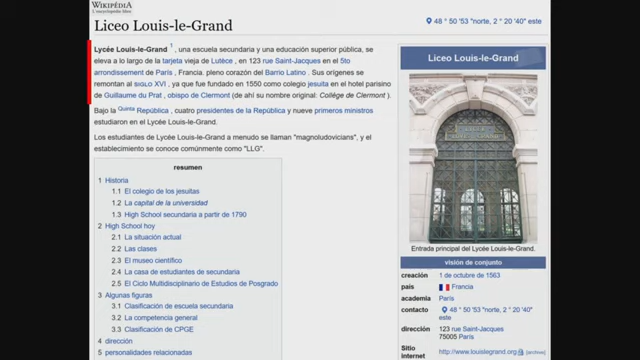 WIKIPÉDIA
L'encyclopédie libre
Liceo Louis-le-Grand
48 ° 50 '53 "norte, 2 ° 20 '40" este
Lycée Louis-le-Grand 1 , una escuela secundaria y una educación superior pública, se
eleva a lo largo de la tarjeta vieja de Lutèce , en 123 rue Saint-Jacques en el 5to
arrondissement de París , Francia. pleno corazón del Barrio Latino . Sus orígenes se
remontan al SIGLO XVI , ya que fue fundado en 1550 como colegio jesuita en el hotel parisino
de Guillaume du Prat , obispo de Clermont (de ahí su nombre original: Collége de Clermont ).
Bajo la Quinta República , cuatro presidentes de la República y nueve primeros ministros
estudiaron en el Lycée Louis-le-Grand.
Los estudiantes de Lycée Louis-le-Grand a menudo se llaman "magnoludovicians", y el
establecimiento se conoce comúnmente como "LLG".
resumen
1 Historia
1.1 El colegio de los jesuitas
1.2 La capital de la universidad
1.3 High School secundaria a partir de 1790
2 High School hoy
2.1 La situación actual
2.2 Las clases
2.3 El museo científico
2.4 La casa de estudiantes de secundaria
2.5 El Ciclo Multidisciplinario de Estudios de Posgrado
3 Algunas figuras
3.1 Clasificación de escuela secundaria
3.2 La competencia general
3.3 Clasificación de CPGE
4 dirección
5 personalidades relacionadas
Liceo Louis-le-Grand
Entrada principal del Lycée Louis-le-Grand.
visión de conjunto
creación 1 de octubre de 1563
país Francia
academia París
contacto 48 ° 50 '53 "norte, 2 ° 20 '40"
este
dirección 123 rue Saint-Jacques
75005 París
Sitio
internet http://www.louislegrand.org [archivo]